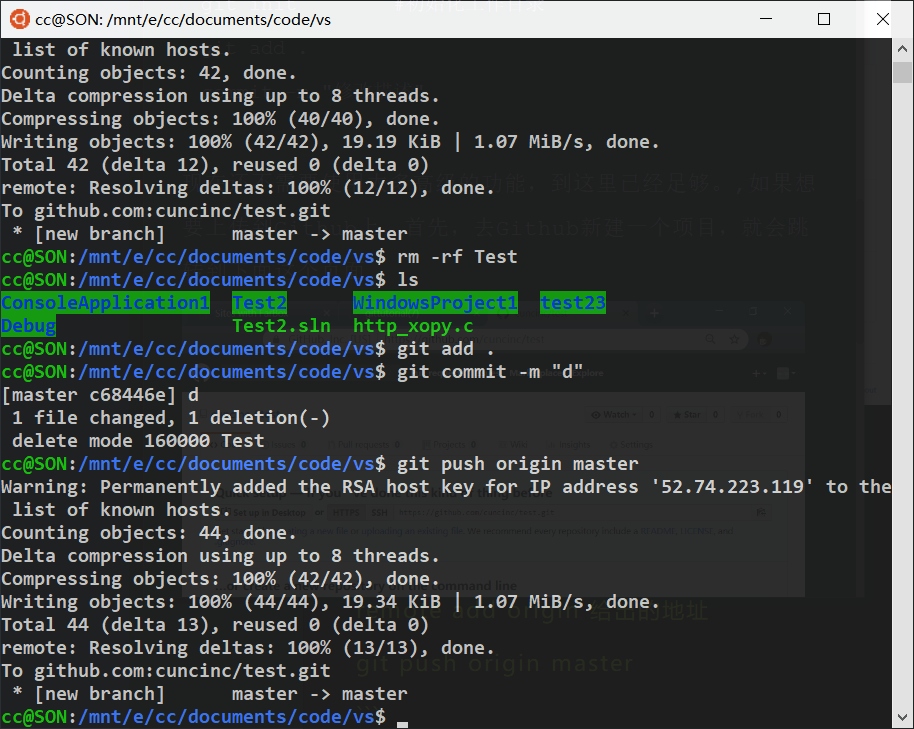 cc@SON: /mnt/e/cc/documents/code/vs
 list of known hosts.
Counting objects: 42, done.
Delta compression using up to 8 threads.
Compressing objects: 100% (40/40), done.
Writing objects: 100% (42/42), 19.19 KiB | 1.07 MiB/s, done.
Total 42 (delta 12), reused 0 (delta 0)
remote: Resolving deltas: 100% (12/12), done.
To github.com:cuncinc/test.git
 * [new branch]      master -> master
cc@SON:/mnt/e/cc/documents/code/vs$ rm -rf Test
cc@SON:/mnt/e/cc/documents/code/vs$ ls
ConsoleApplication1  Test2      WindowsProject1  test23
Debug                Test2.sln  http_xopy.c
cc@SON:/mnt/e/cc/documents/code/vs$ git add .
cc@SON:/mnt/e/cc/documents/code/vs$ git commit -m "d"
[master c68446e] d
 1 file changed, 1 deletion(-)
 delete mode 160000 Test
cc@SON:/mnt/e/cc/documents/code/vs$ git push origin master
Warning: Permanently added the RSA host key for IP address '52.74.223.119' to the
 list of known hosts.
Counting objects: 44, done.
Delta compression using up to 8 threads.
Compressing objects: 100% (42/42), done.
Writing objects: 100% (44/44), 19.34 KiB | 1.07 MiB/s, done.
Total 44 (delta 13), reused 0 (delta 0)
remote: Resolving deltas: 100% (13/13), done.
To github.com:cuncinc/test.git
 * [new branch]      master -> master
cc@SON:/mnt/e/cc/documents/code/vs$
git push origin master